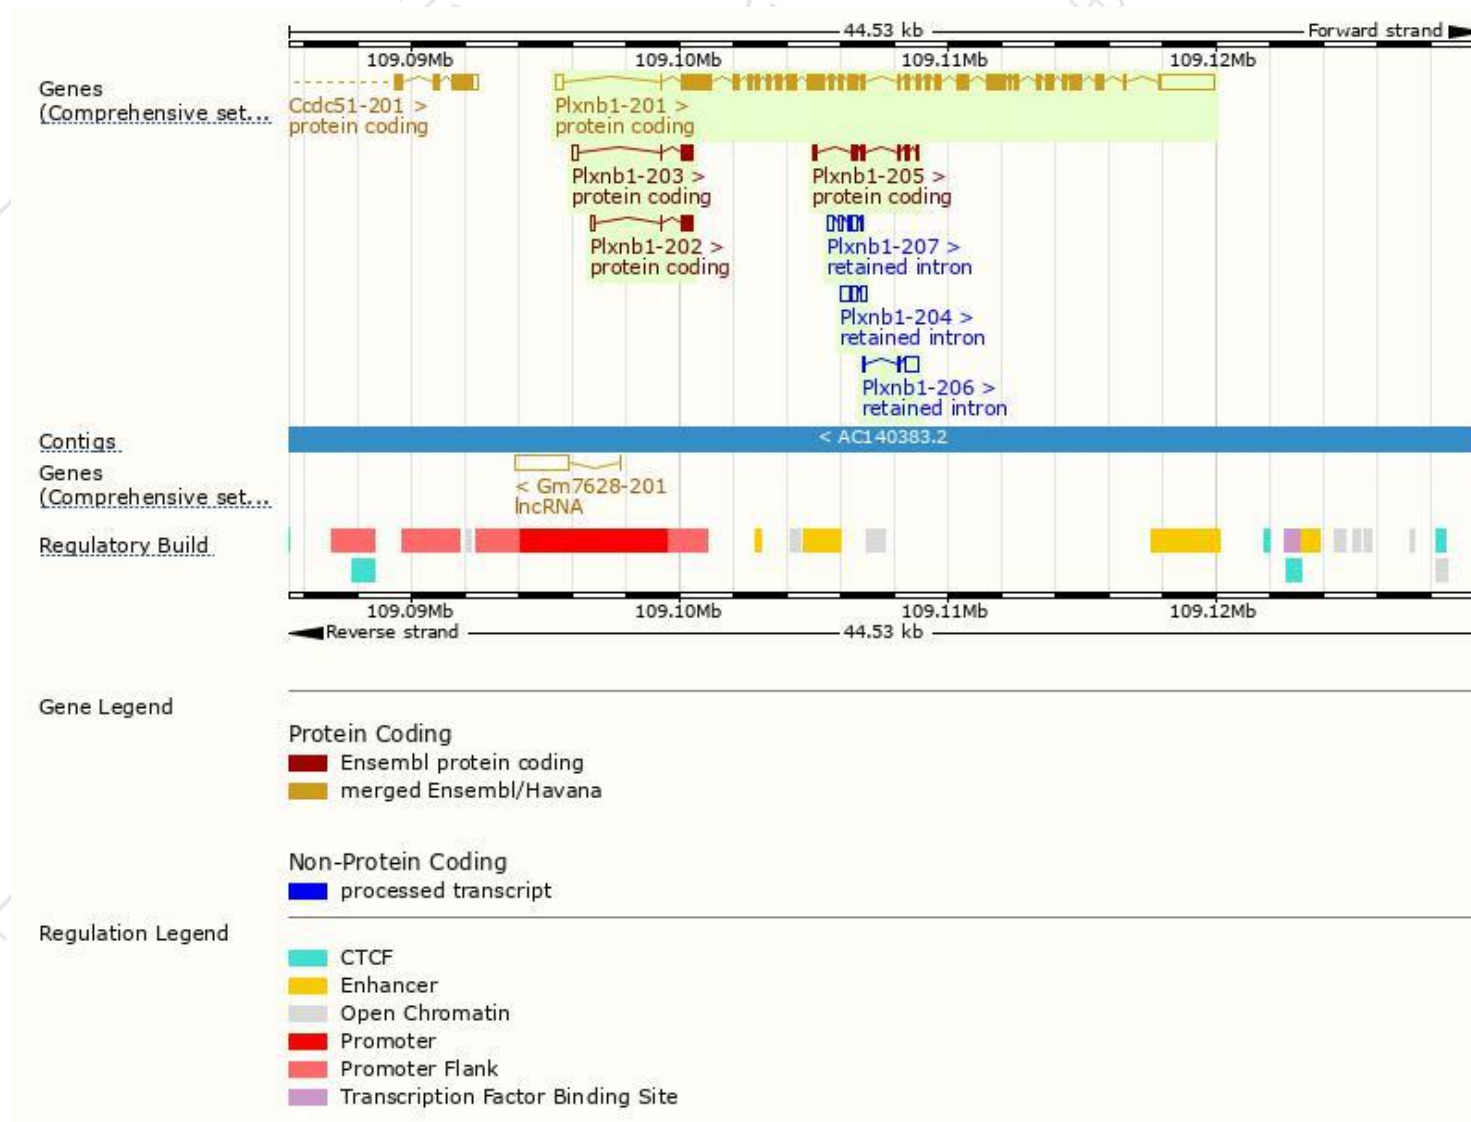 44.53 kb Forward strand
109.09Mb 109.10Mb 109.11Mb 109.12Mb
Genes
(Comprehensive set...
Ccdc51-201 >
protein coding
Plxnb1-201 >
protein coding
Plxnb1-203 >
protein coding
Plxnb1-205 >
protein coding
Plxnb1-202 >
protein coding
Plxnb1-207 >
retained intron
Plxnb1-204 >
retained intron
Plxnb1-206 >
retained intron
Contigs
< AC140383.2
Genes
(Comprehensive set...
< Gm7628-201
lncRNA
Regulatory Build
109.09Mb 109.10Mb 109.11Mb 109.12Mb
Reverse strand 44.53 kb
Gene Legend
Protein Coding
Ensembl protein coding
merged Ensembl/Havana
Non-Protein Coding
processed transcript
Regulation Legend
CTCF
Enhancer
Open Chromatin
Promoter
Promoter Flank
Transcription Factor Binding Site